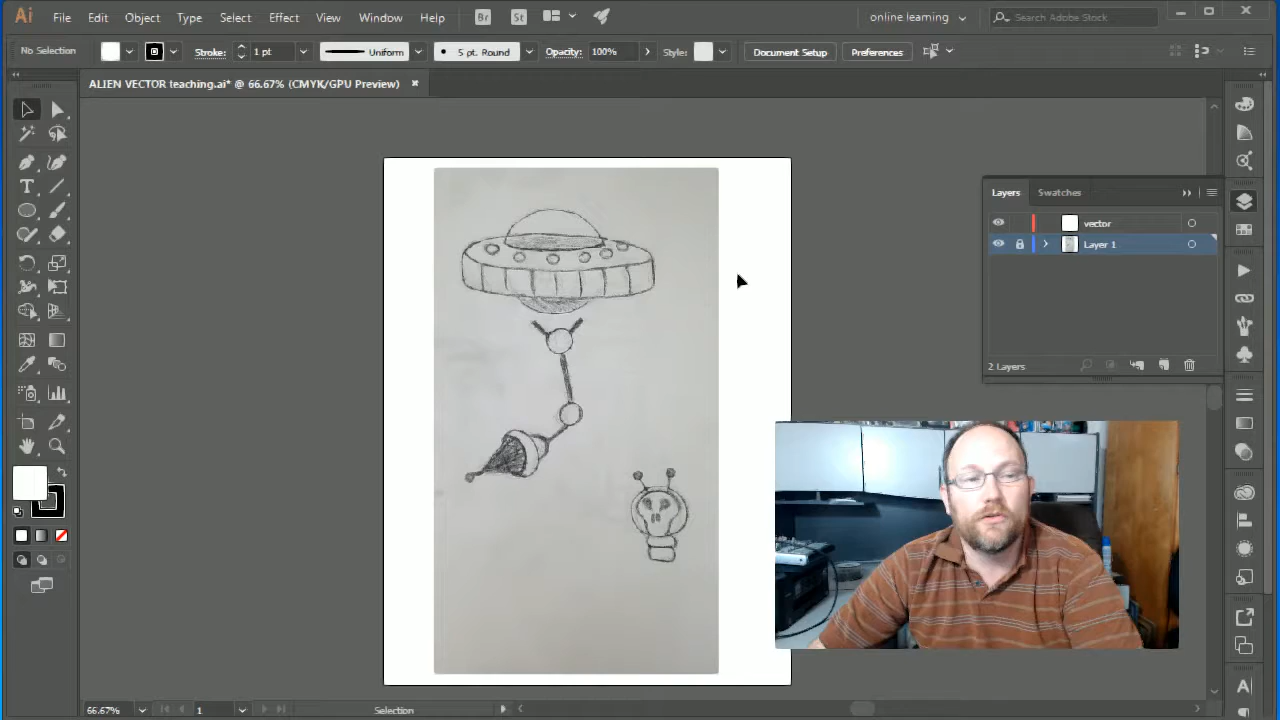 Ai File Edit Object Type Select Effect View Window Help Br St online learning Search Adobe Stock
No Selection Stroke: 1 pt Uniform 5 pt. Round Opacity: 100% Style: Document Setup Preferences
ALIEN VECTOR teaching.ai* @ 66.67% (CMYK/GPU Preview)
Layers Swatches
vector
Layer 1
2 Layers
66.67% 1 Selection